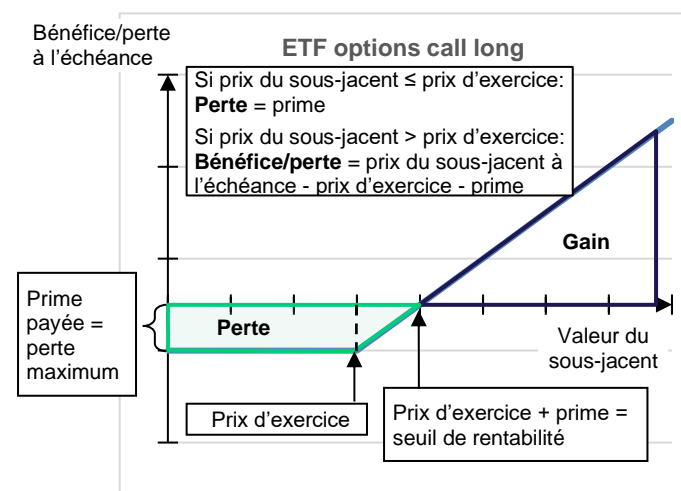 Bénéfice/perte
à l'échéance
ETF options call long
Si prix du sous-jacent ≤ prix d'exercice:
Perte = prime
Si prix du sous-jacent > prix d'exercice:
Bénéfice/perte = prix du sous-jacent à
l'échéance - prix d'exercice - prime
Gain
Prime
payée =
perte
maximum
Perte
Valeur du
sous-jacent
Prix d'exercice
Prix d'exercice + prime =
seuil de rentabilité